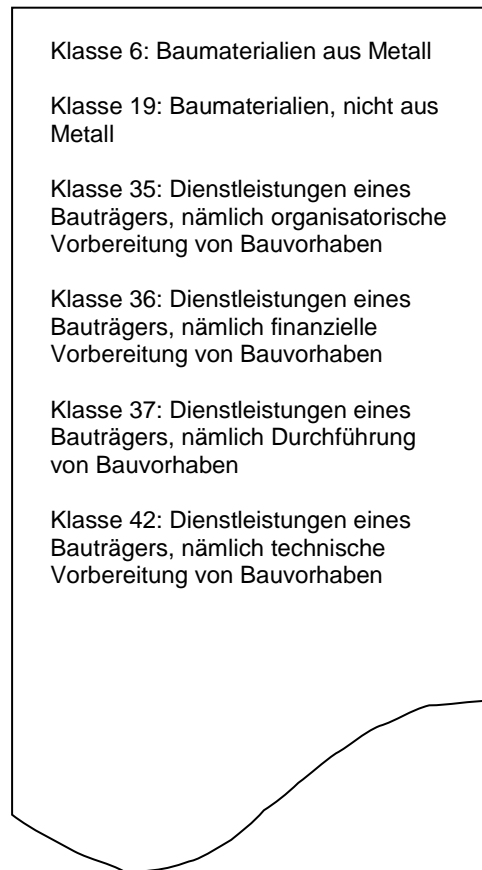 Klasse 6: Baumaterialien aus Metall
Klasse 19: Baumaterialien, nicht aus
Metall
Klasse 35: Dienstleistungen eines
Bauträgers, nämlich organisatorische
Vorbereitung von Bauvorhaben
Klasse 36: Dienstleistungen eines
Bauträgers, nämlich finanzielle
Vorbereitung von Bauvorhaben
Klasse 37: Dienstleistungen eines
Bauträgers, nämlich Durchführung
von Bauvorhaben
Klasse 42: Dienstleistungen eines
Bauträgers, nämlich technische
Vorbereitung von Bauvorhaben